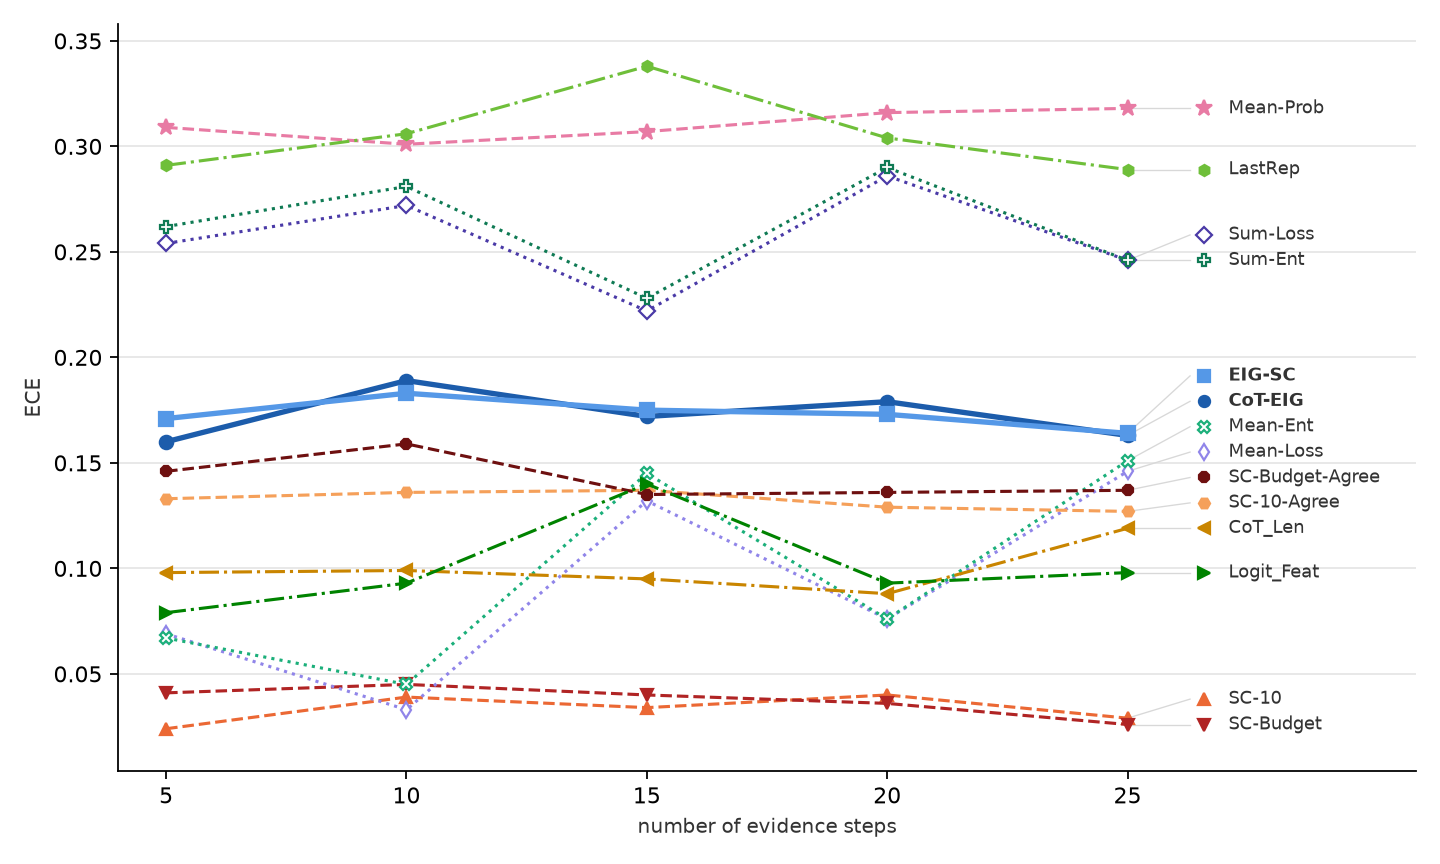 0.35
0.30
0.25
0.20
0.15
0.10
0.05
ECE
5 10 15 20 25
number of evidence steps
Mean-Prob
LastRep
Sum-Loss
Sum-Ent
EIG-SC
CoT-EIG
Mean-Ent
Mean-Loss
SC-Budget-Agree
SC-10-Agree
CoT_Len
Logit_Feat
SC-10
SC-Budget